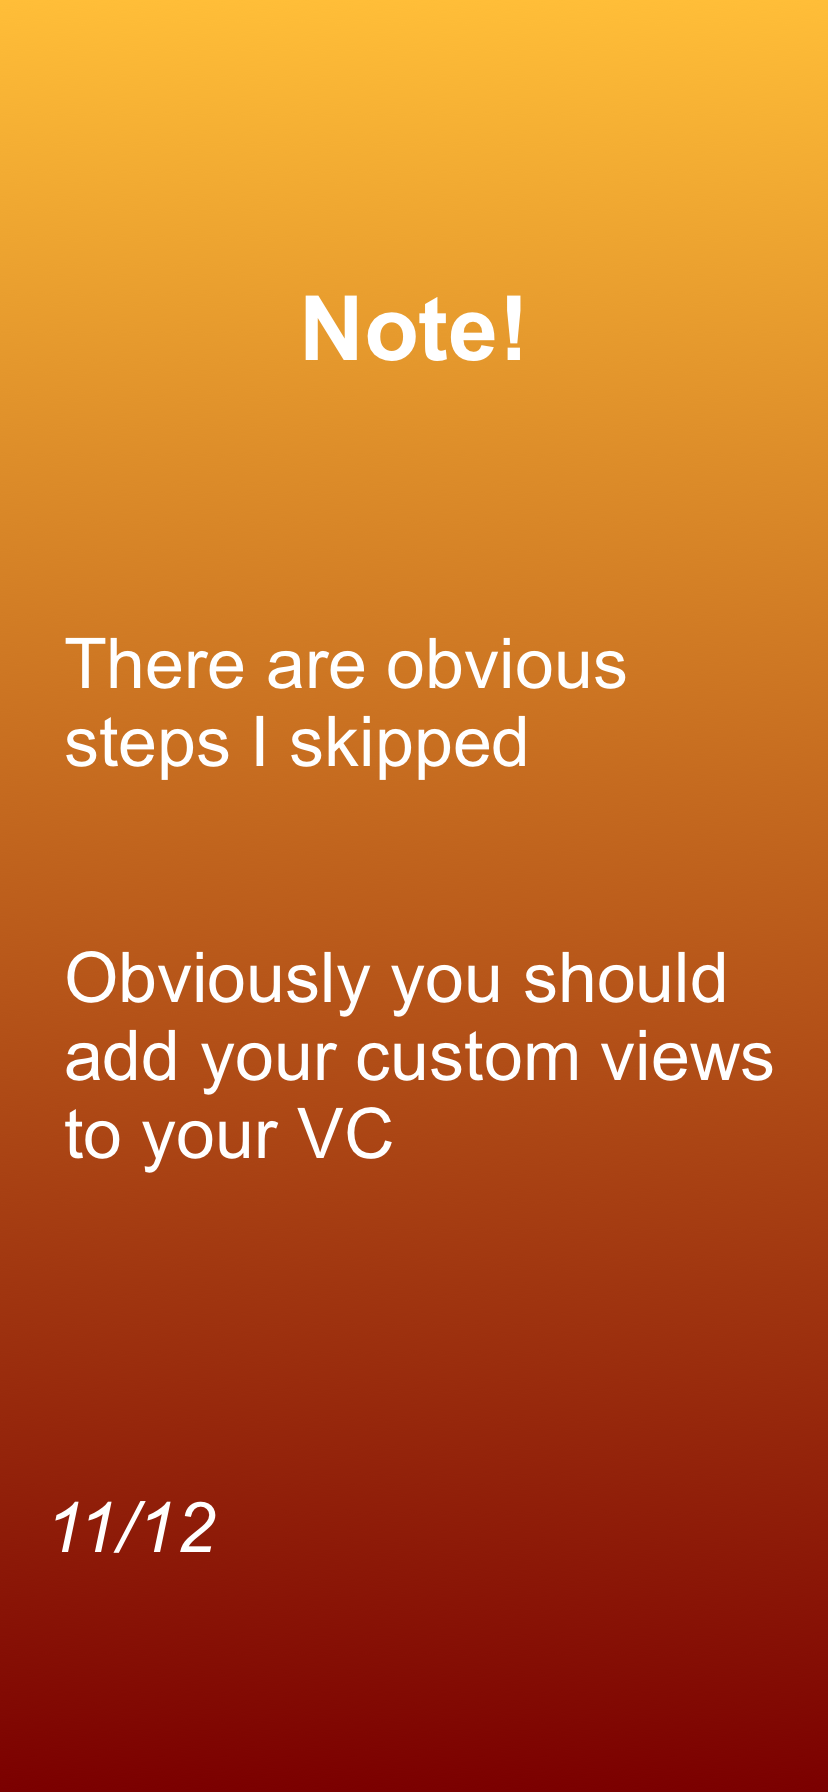 Note!
There are obvious
steps I skipped
Obviously you should
add your custom views
to your VC
11/12